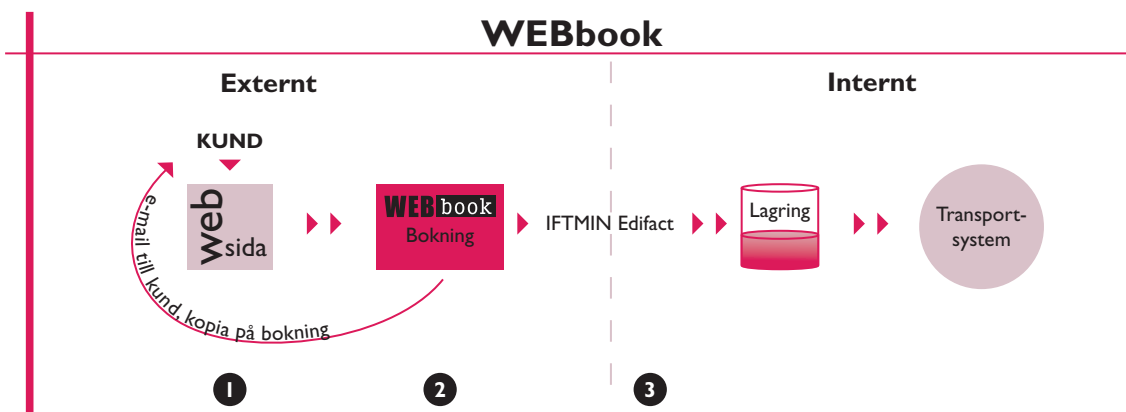 WEBbook
Externt
Internt
KUND
web
sida
WEB book
Bokning
IFTMIN Edifact
Lagring
Transport-
system
e-mail till kund, kopia på bokning
1
2
3